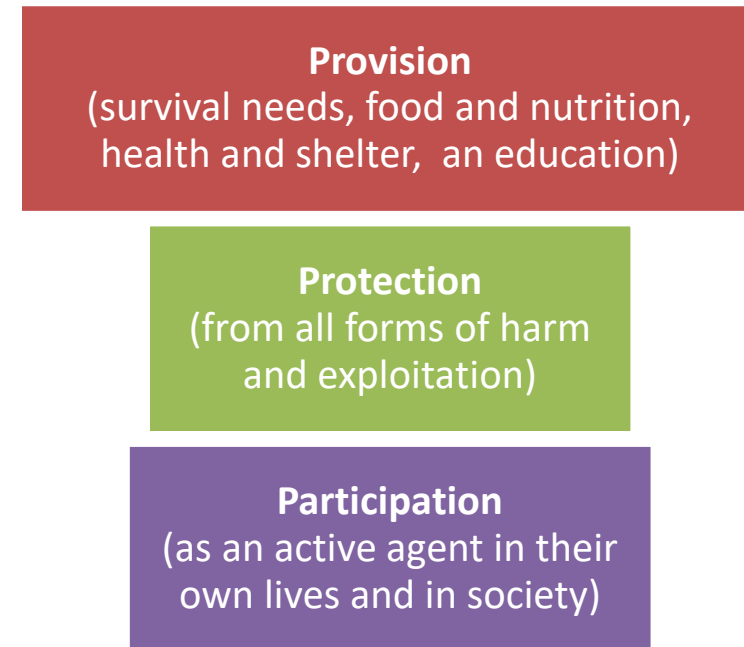 Provision
(survival needs, food and nutrition,
health and shelter,  an education)
Protection
(from all forms of harm
and exploitation)
Participation
(as an active agent in their
own lives and in society)